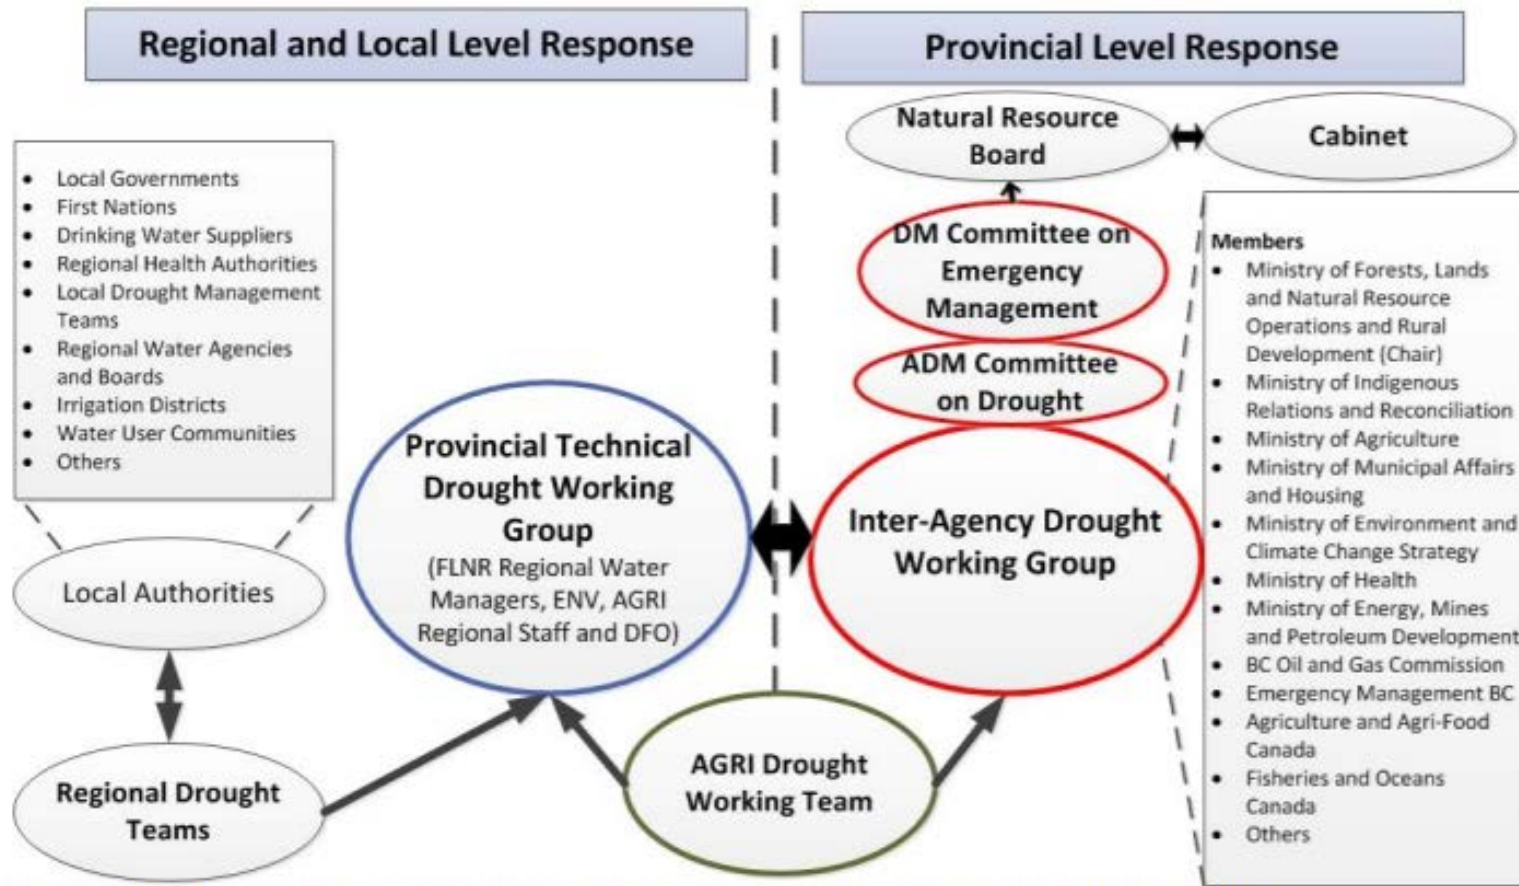 Regional and Local Level Response
Provincial Level Response
• Local Governments
• First Nations
• Drinking Water Suppliers
• Regional Health Authorities
• Local Drought Management
Teams
• Regional Water Agencies
and Boards
• Irrigation Districts
• Water User Communities
• Others
Local Authorities
Regional Drought
Teams
Provincial Technical
Drought Working
Group
(FLNR Regional Water
Managers, ENV, AGRI
Regional Staff and DFO)
AGRI Drought
Working Team
Natural Resource
Board
Cabinet
DM Committee on
Emergency
Management
ADM Committee
on Drought
Inter-Agency Drought
Working Group
Members
• Ministry of Forests, Lands
and Natural Resource
Operations and Rural
Development (Chair)
• Ministry of Indigenous
Relations and Reconciliation
• Ministry of Agriculture
• Ministry of Municipal Affairs
and Housing
• Ministry of Environment and
Climate Change Strategy
• Ministry of Health
• Ministry of Energy, Mines
and Petroleum Development
• BC Oil and Gas Commission
• Emergency Management BC
• Agriculture and Agri-Food
Canada
• Fisheries and Oceans
Canada
• Others